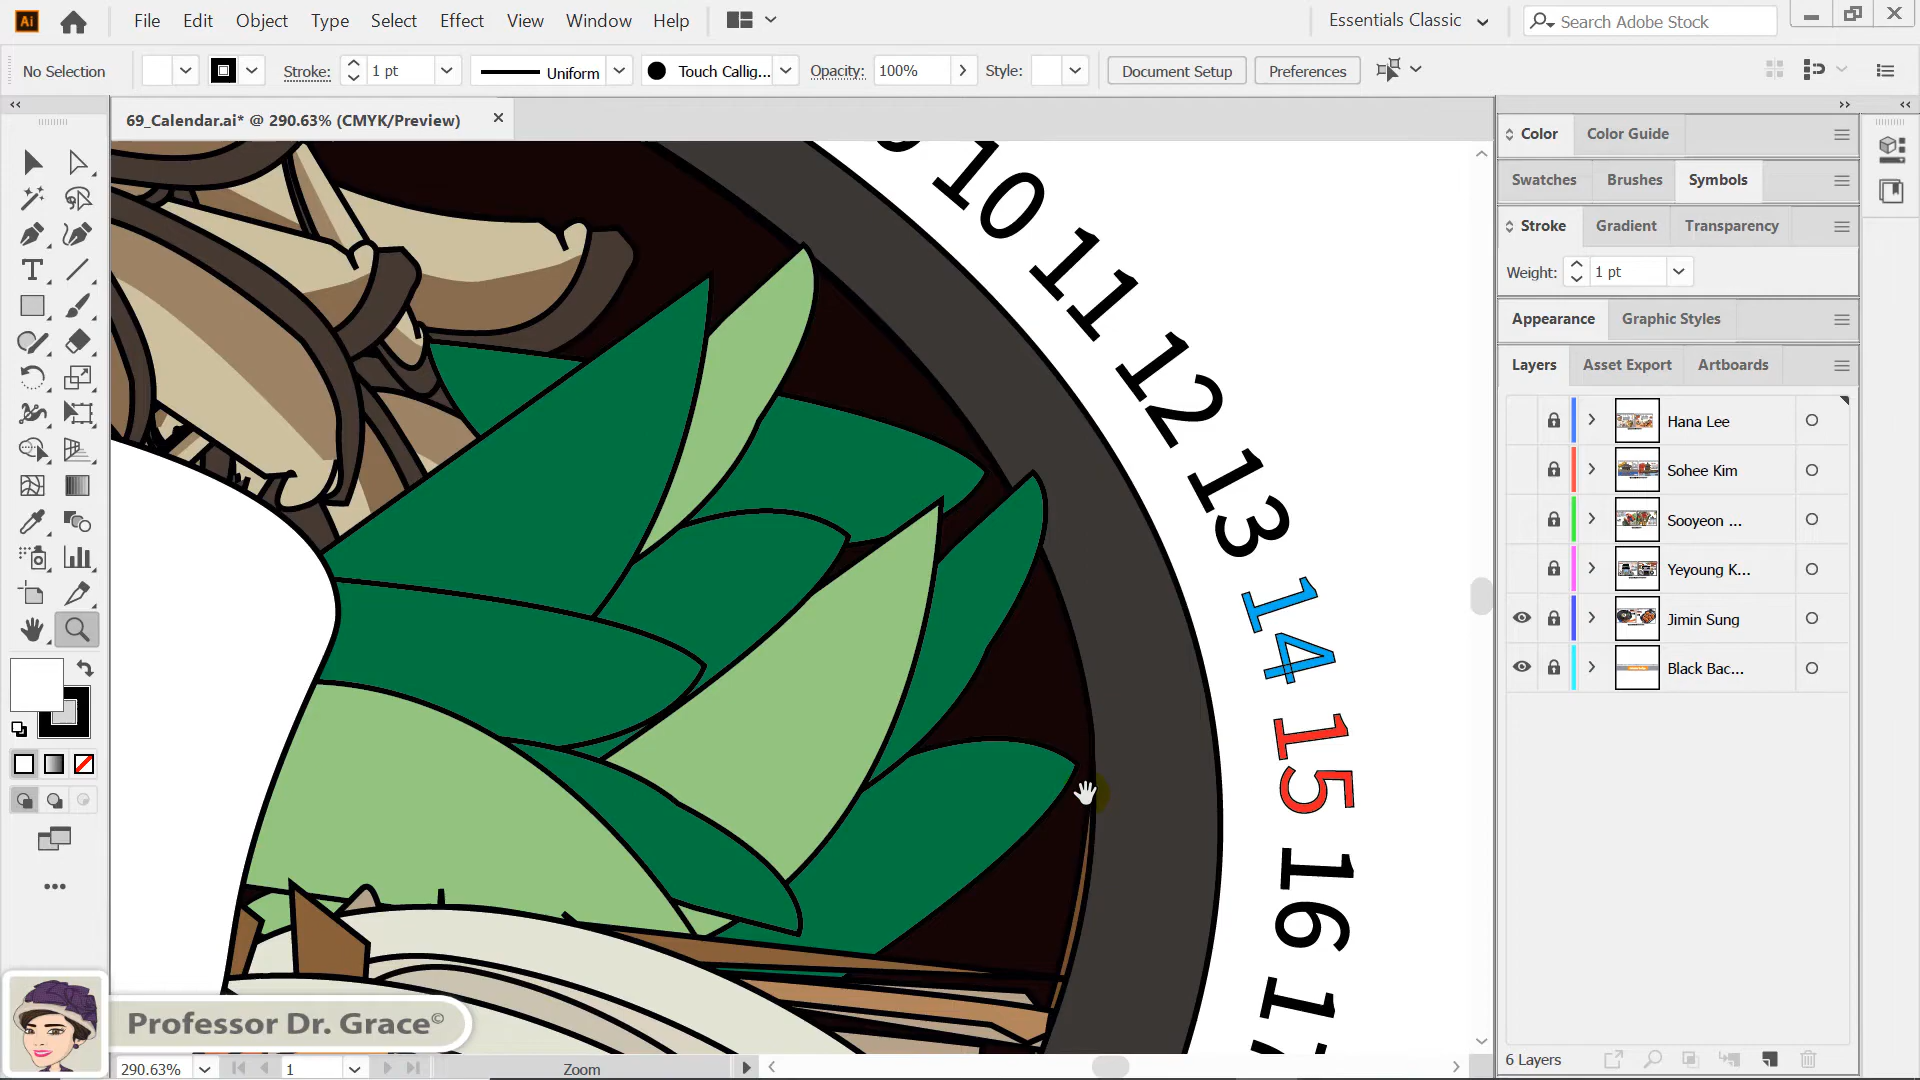 Ai File Edit Object Type Select Effect View Window Help Essentials Classic Search Adobe Stock
No Selection Stroke: 1 pt Uniform Touch Callig... Opacity: 100% Style: Document Setup Preferences
69_Calendar.ai* @ 290.63% (CMYK/Preview)
10
11
12
13
14
15
16
17
Color Color Guide
Swatches Brushes Symbols
Stroke Gradient Transparency
Weight: 1 pt
Appearance Graphic Styles
Layers Asset Export Artboards
Hana Lee
Sohee Kim
Sooyeon ...
Yeyoung K...
Jimin Sung
Black Bac...
6 Layers
Professor Dr. Grace©
290.63% 1 Zoom